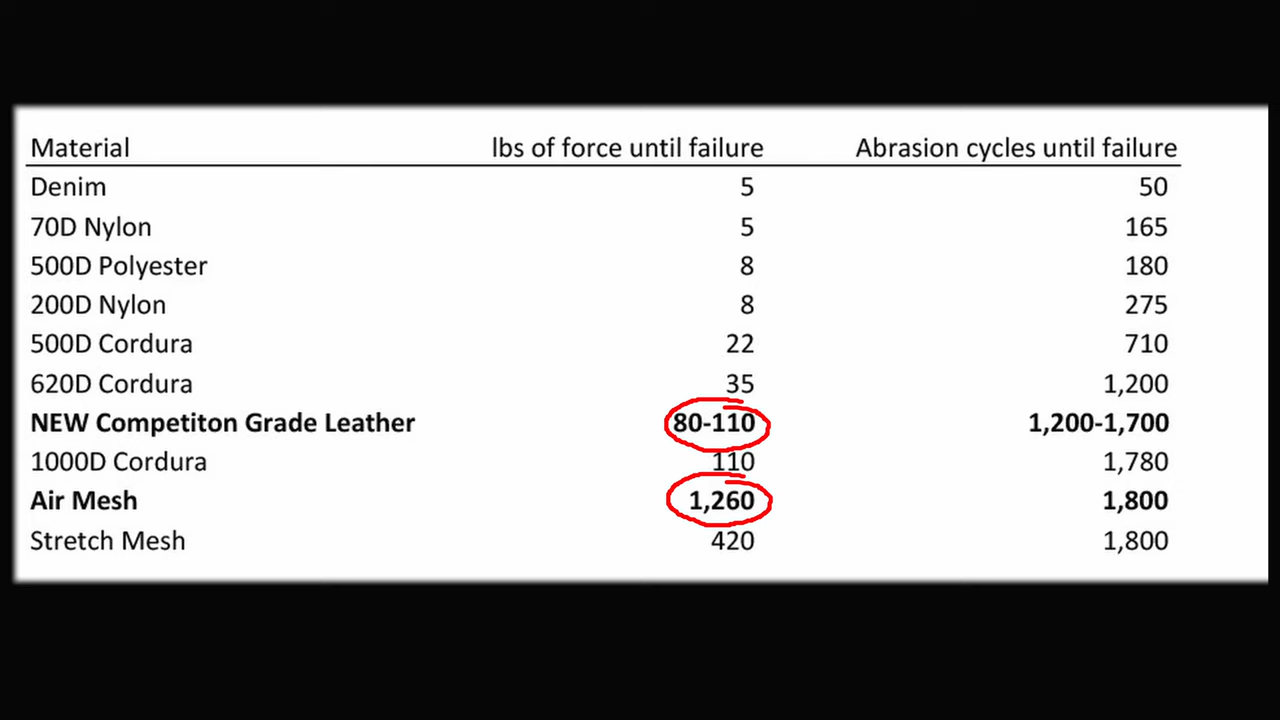 Material lbs of force until failure Abrasion cycles until failure
Denim 5 50
70D Nylon 5 165
500D Polyester 8 180
200D Nylon 8 275
500D Cordura 22 710
620D Cordura 35 1,200
NEW Competiton Grade Leather 80-110 1,200-1,700
1000D Cordura 110 1,780
Air Mesh 1,260 1,800
Stretch Mesh 420 1,800